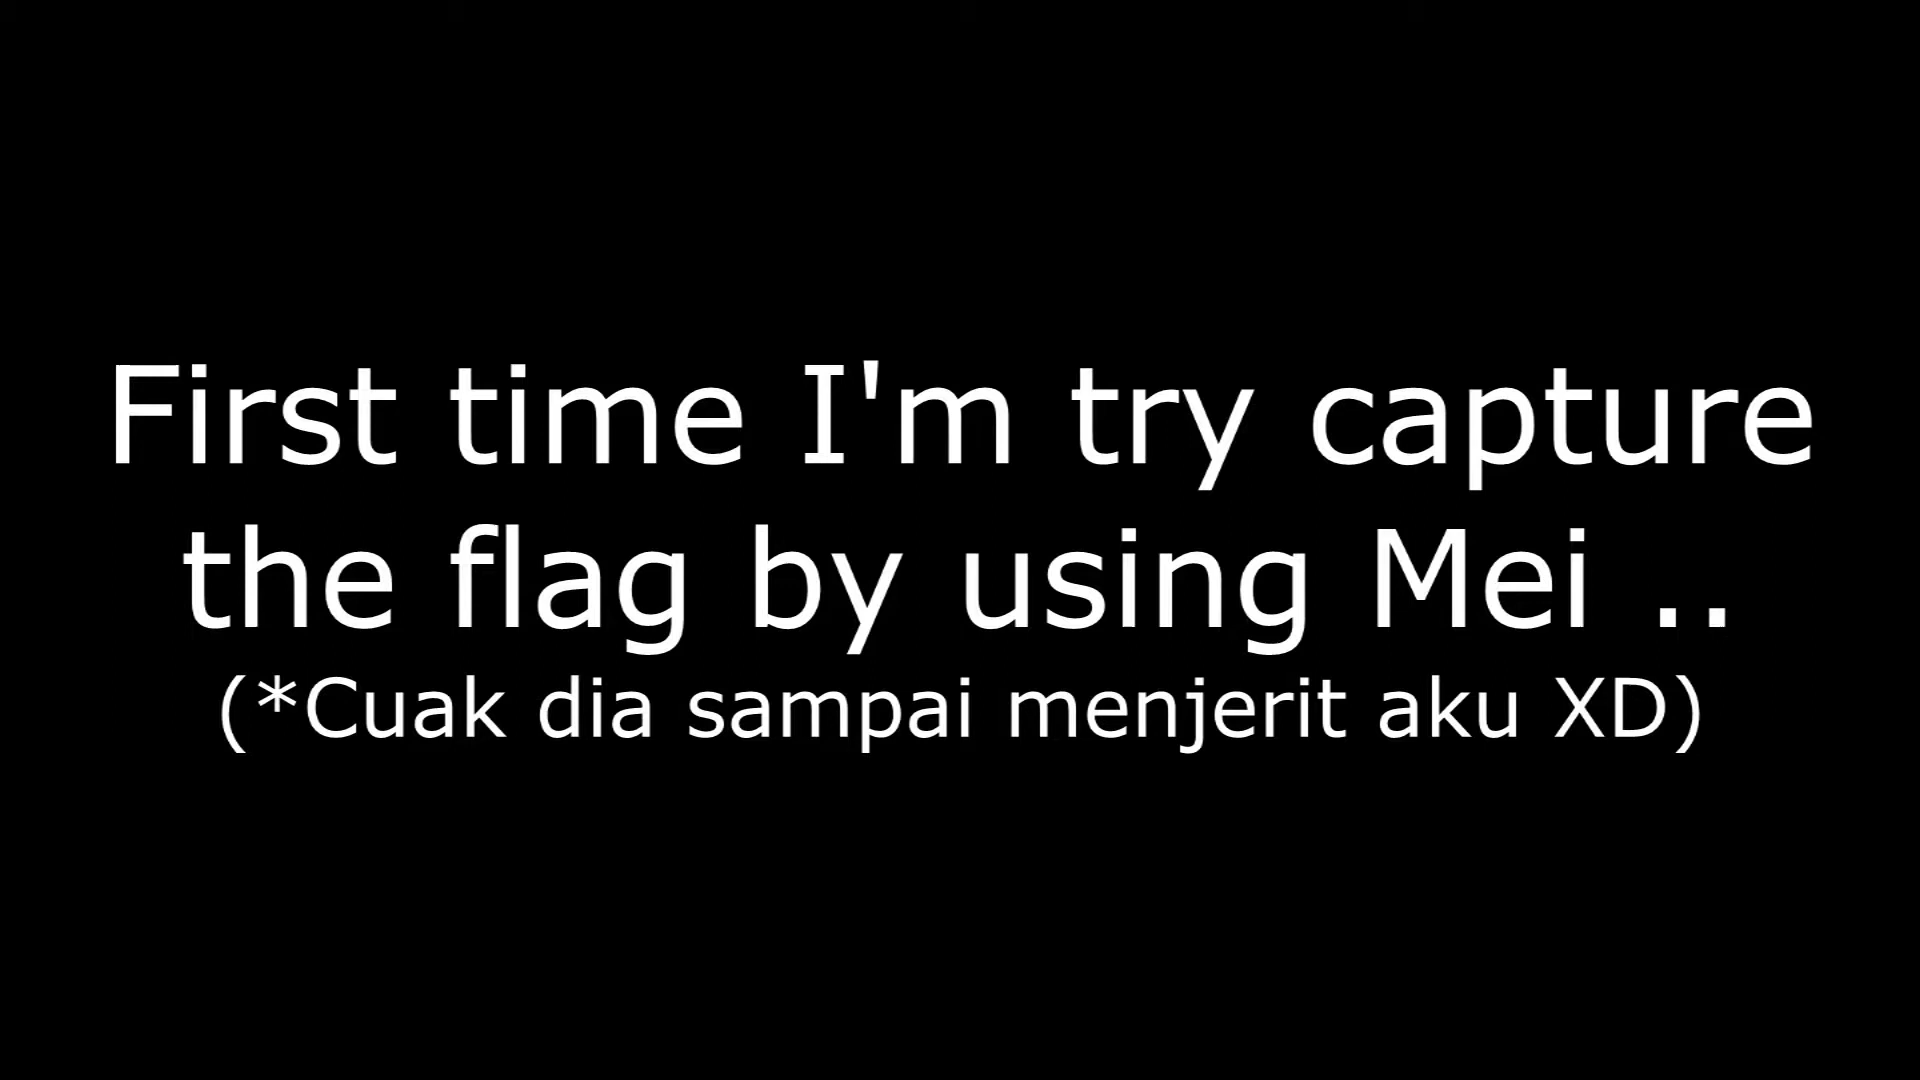 First time I'm try capture
the flag by using Mei ..
(*Cuak dia sampai menjerit aku XD)